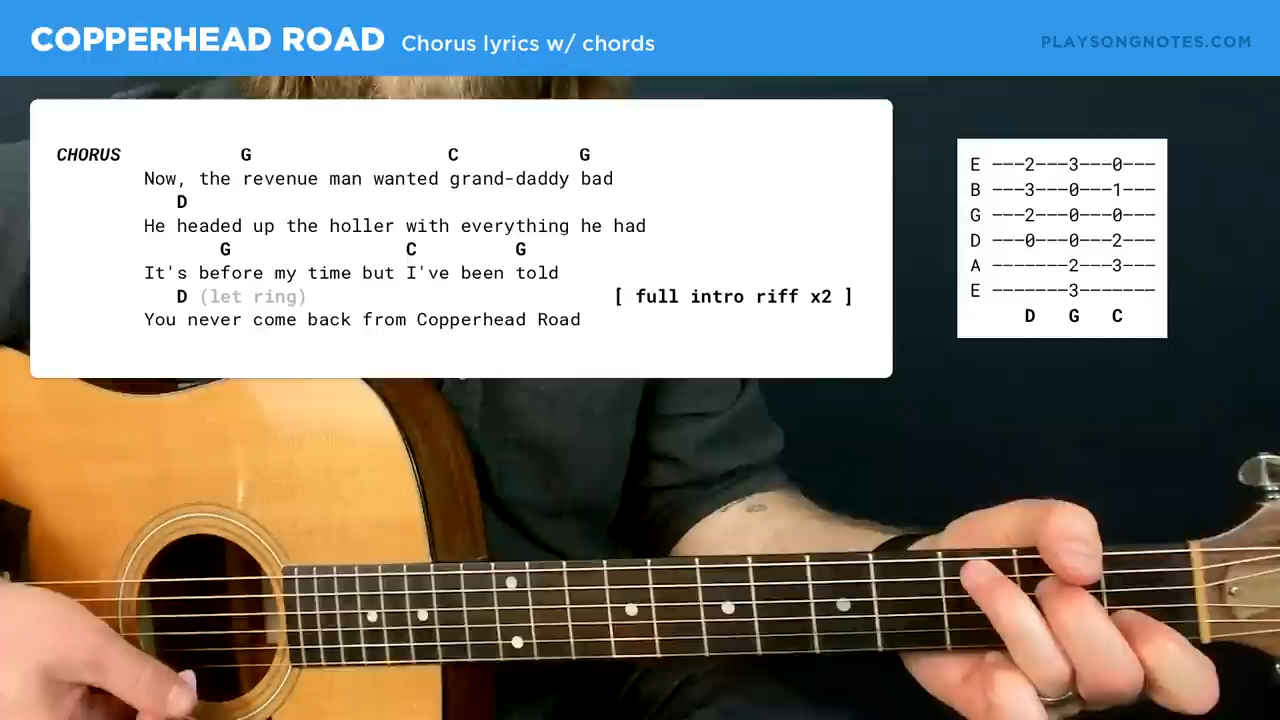 COPPERHEAD ROAD Chorus lyrics w/ chords PLAYSONGNOTES.COM
CHORUS G C G
Now, the revenue man wanted grand-daddy bad
D
He headed up the holler with everything he had
G C G
It's before my time but I've been told
D (let ring) [ full intro riff x2 ]
You never come back from Copperhead Road
E ---2---3---0---
B ---3---0---1---
G ---2---0---0---
D ---0---0---2---
A -------2---3---
E -------3-------
D G C